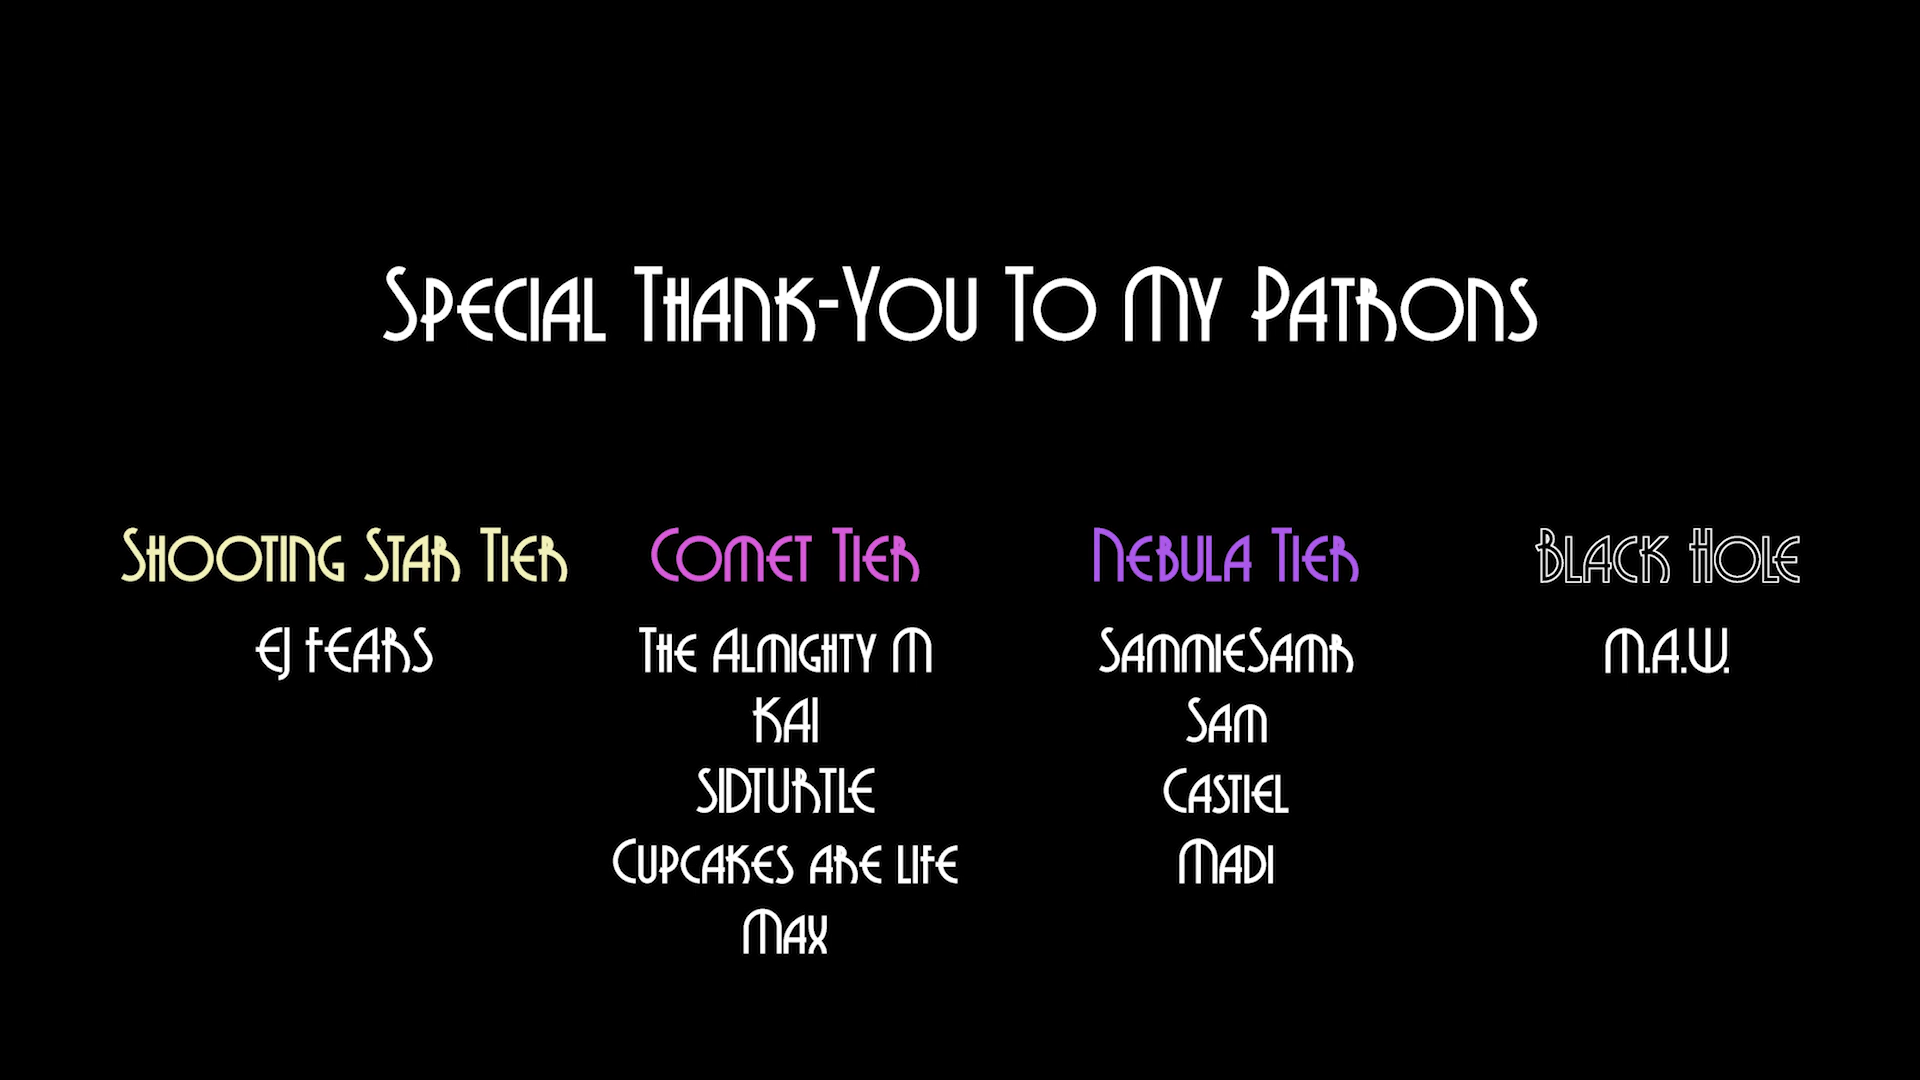 Special Thank-You To My Patrons
Shooting Star Tier
EJ FEARS
Comet Tier
The Almighty M
KAI
SIDTURTLE
Cupcakes are life
Max
Nebula Tier
SammieSamR
Sam
Castiel
Madi
Black Hole
M.A.W.